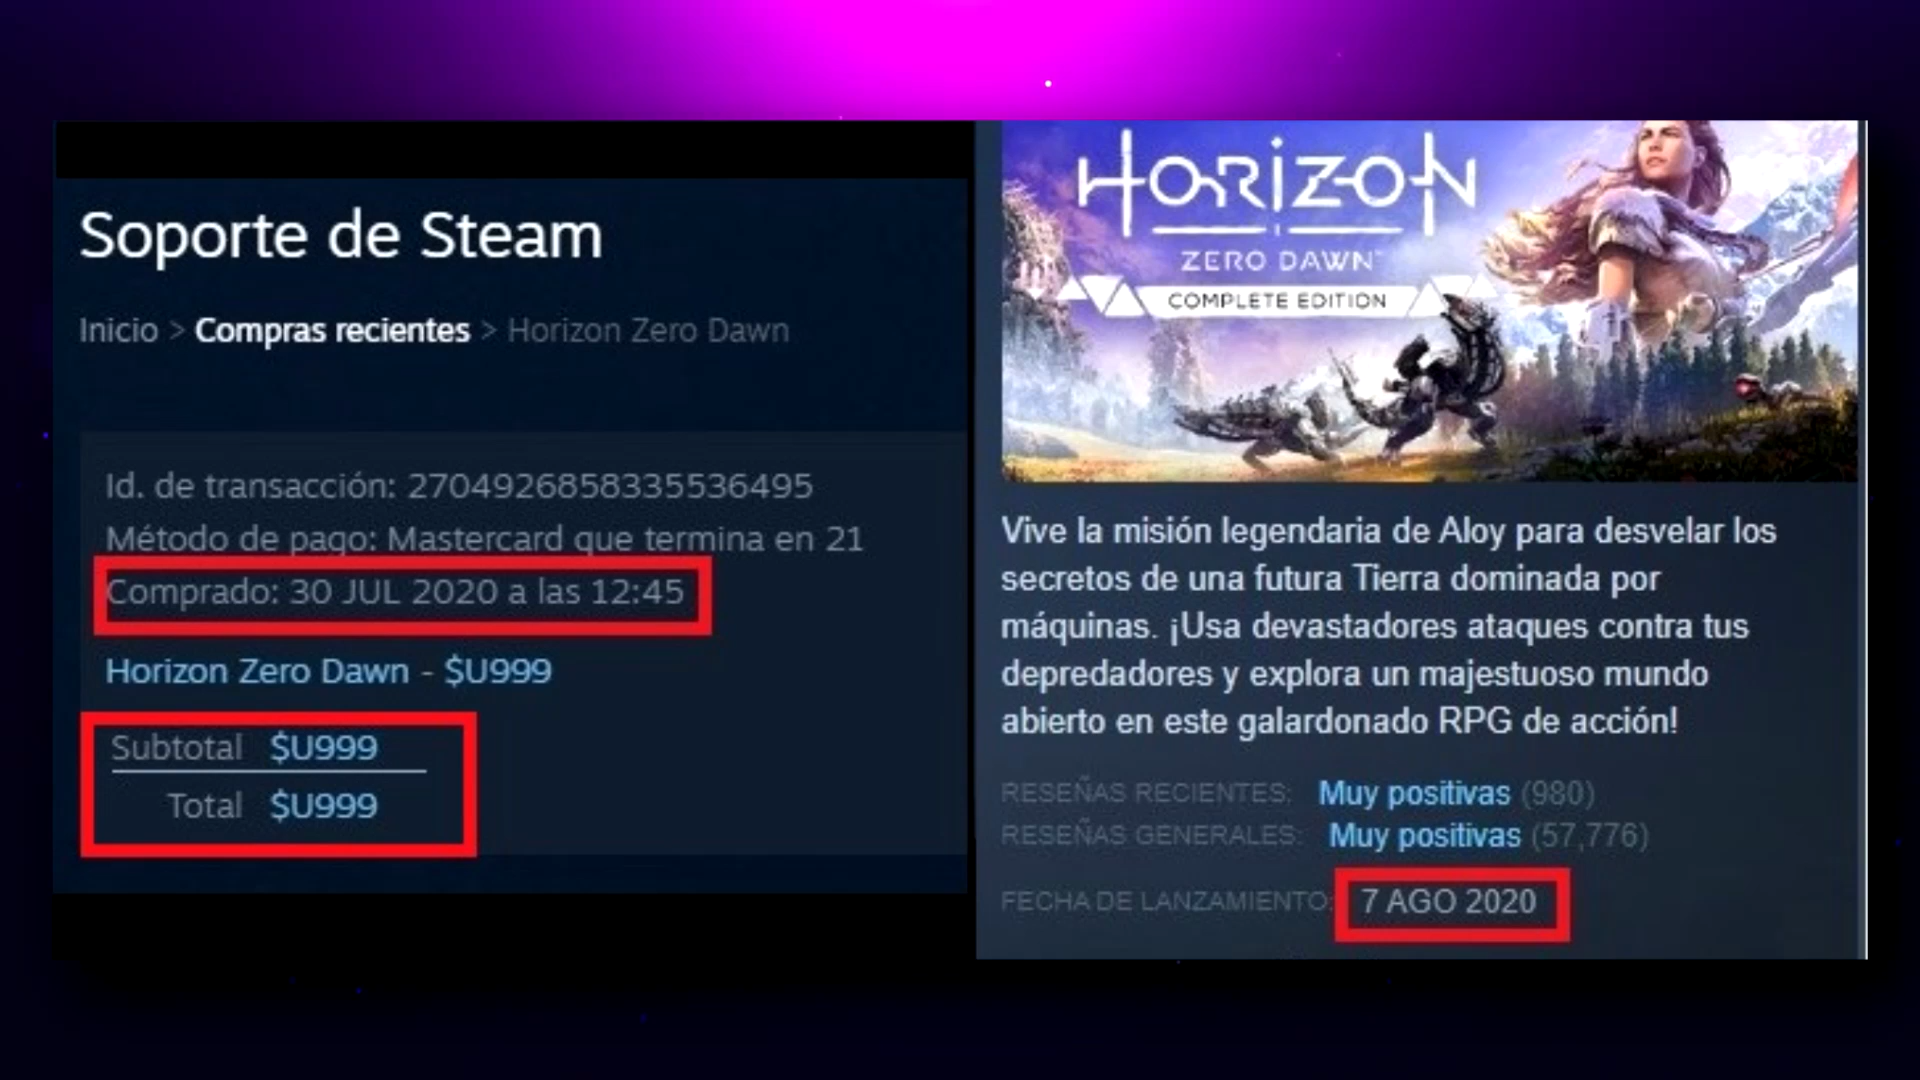 Soporte de Steam
Inicio > Compras recientes > Horizon Zero Dawn
Id. de transacción: 2704926858335536495
Método de pago: Mastercard que termina en 21
Comprado: 30 JUL 2020 a las 12:45
Horizon Zero Dawn - $U999
Subtotal $U999
Total $U999
HORIZON
ZERO DAWN™
COMPLETE EDITION
Vive la misión legendaria de Aloy para desvelar los
secretos de una futura Tierra dominada por
máquinas. ¡Usa devastadores ataques contra tus
depredadores y explora un majestuoso mundo
abierto en este galardonado RPG de acción!
RESEÑAS RECIENTES: Muy positivas (980)
RESEÑAS GENERALES: Muy positivas (57,776)
FECHA DE LANZAMIENTO: 7 AGO 2020